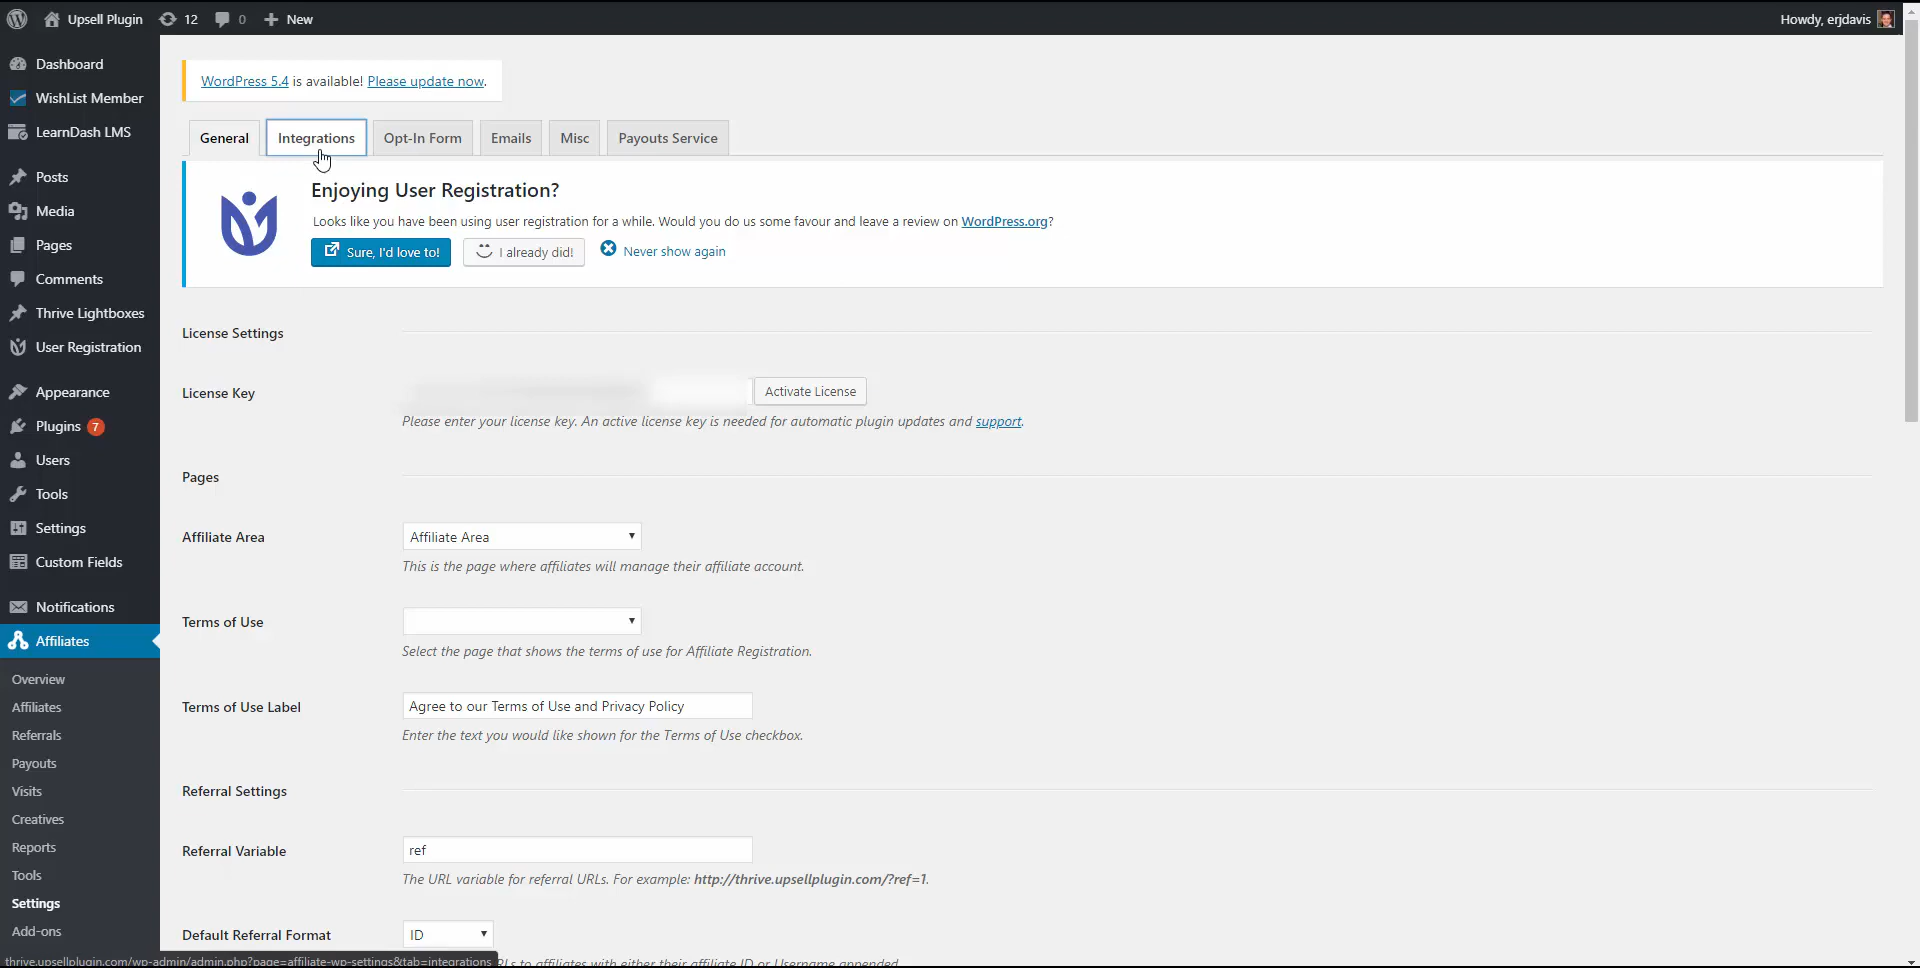 Upsell Plugin 12 0 New Howdy, erjdavis
Dashboard
WishList Member
LearnDash LMS
Posts
Media
Pages
Comments
Thrive Lightboxes
User Registration
Appearance
Plugins 7
Users
Tools
Settings
Custom Fields
Notifications
Affiliates
Overview
Affiliates
Referrals
Payouts
Visits
Creatives
Reports
Tools
Settings
Add-ons
WordPress 5.4 is available! Please update now.
General Integrations Opt-In Form Emails Misc Payouts Service
Enjoying User Registration?
Looks like you have been using user registration for a while. Would you do us some favour and leave a review on WordPress.org?
Sure, I'd love to! I already did! Never show again
License Settings
License Key Activate License
Please enter your license key. An active license key is needed for automatic plugin updates and support.
Pages
Affiliate Area Affiliate Area
This is the page where affiliates will manage their affiliate account.
Terms of Use
Select the page that shows the terms of use for Affiliate Registration.
Terms of Use Label Agree to our Terms of Use and Privacy Policy
Enter the text you would like shown for the Terms of Use checkbox.
Referral Settings
Referral Variable ref
The URL variable for referral URLs. For example: http://thrive.upsellplugin.com/?ref=1.
Default Referral Format ID
thrive.upsellplugin.com/wp-admin/admin.php?page=affiliate-wp-settings&tab=integrations to affiliates with either their affiliate ID or Username appended.